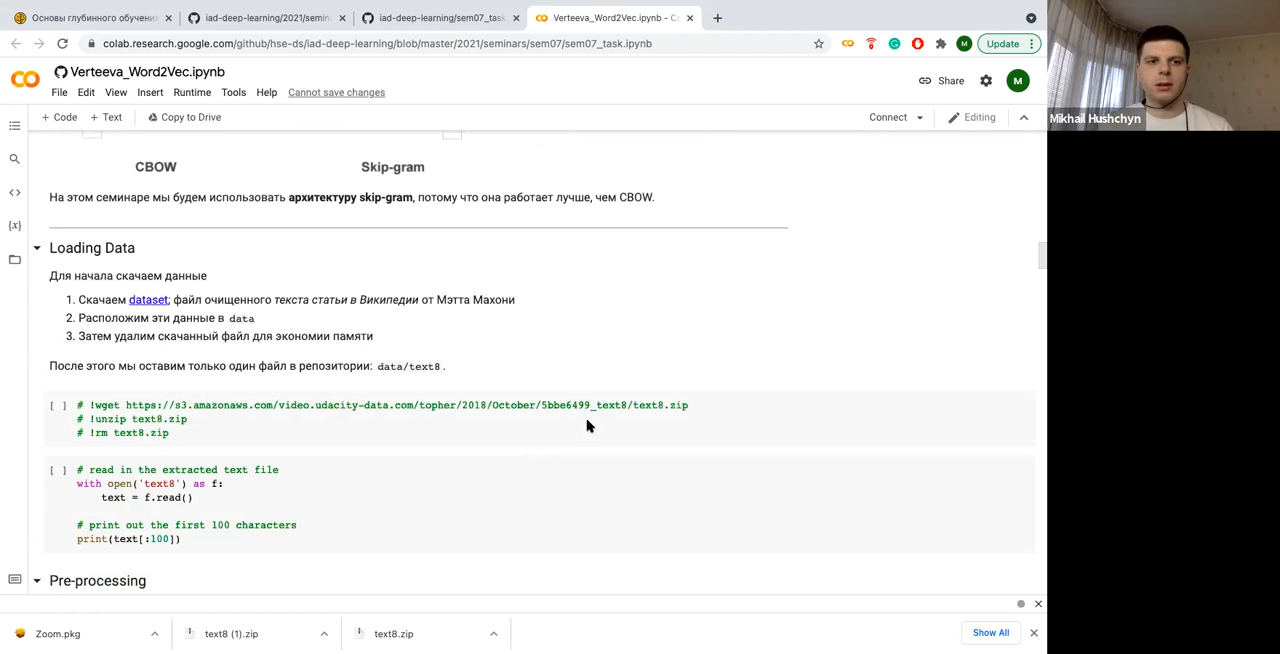 Основы глубинного обучени
iad-deep-learning/2021/semina
iad-deep-learning/sem07_task.
Verteeva_Word2Vec.ipynb - Co
colab.research.google.com/github/hse-ds/iad-deep-learning/blob/master/2021/seminars/sem07/sem07_task.ipynb
M
Update
Verteeva_Word2Vec.ipynb
Share
M
File Edit View Insert Runtime Tools Help Cannot save changes
+ Code + Text Copy to Drive
Connect
Editing
Mikhail Hushchyn
CBOW
Skip-gram
На этом семинаре мы будем использовать архитектуру skip-gram, потому что она работает лучше, чем CBOW.
Loading Data
Для начала скачаем данные
1. Скачаем dataset; файл очищенного текста статьи в Википедии от Мэтта Махони
2. Расположим эти данные в data
3. Затем удалим скачанный файл для экономии памяти
После этого мы оставим только один файл в репозитории: data/text8.
[ ] # !wget https://s3.amazonaws.com/video.udacity-data.com/topher/2018/October/5bbe6499_text8/text8.zip
# !unzip text8.zip
# !rm text8.zip
[ ] # read in the extracted text file
with open('text8') as f:
text = f.read()
# print out the first 100 characters
print(text[:100])
Pre-processing
Zoom.pkg
text8 (1).zip
text8.zip
Show All